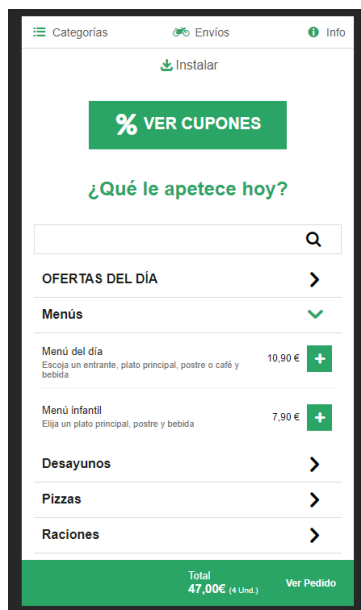 Categorías Envíos Info
Instalar
% VER CUPONES
¿Qué le apetece hoy?
OFERTAS DEL DÍA
Menús
Menú del día
Escoja un entrante, plato principal, postre o café y
bebida
10,90 € +
Menú infantil
Elija un plato principal, postre y bebida
7,90 € +
Desayunos
Pizzas
Raciones
Total
47,00€ (4 Und.) Ver Pedido